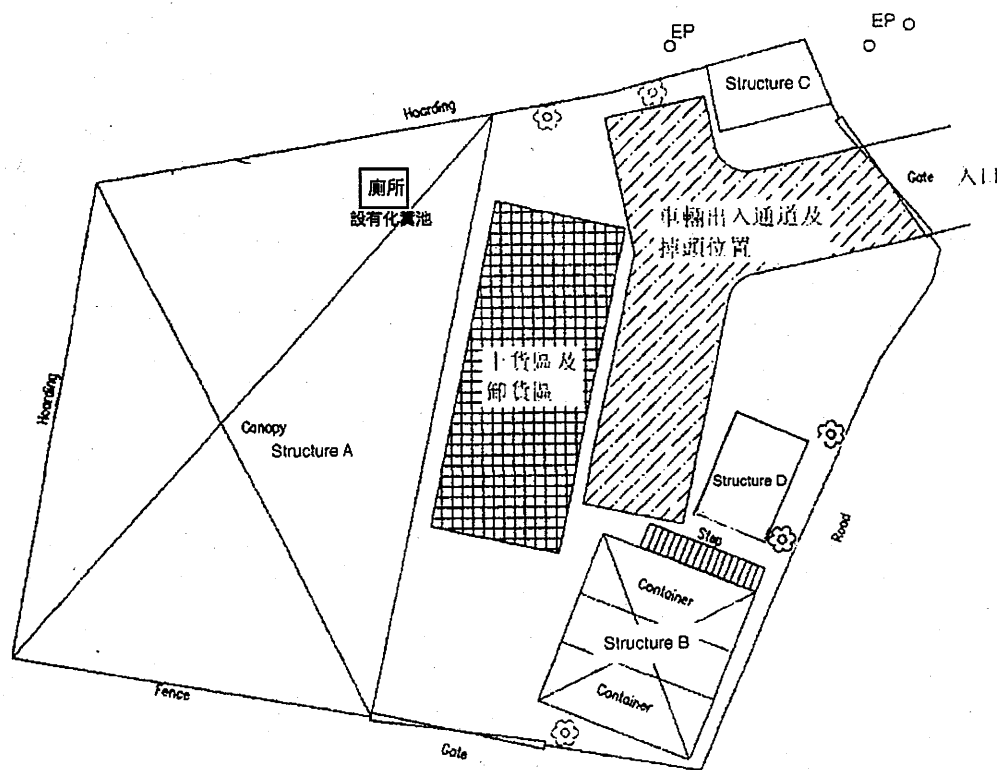 EP
EP
Structure C
Hoarding
Gate
入口
廁所
設有化糞池
車輛出入通道及
掉頭位置
上貨區及
卸貨區
Hoarding
Canopy
Structure A
Structure D
Road
Step
Container
Structure B
Container
Fence
Gate